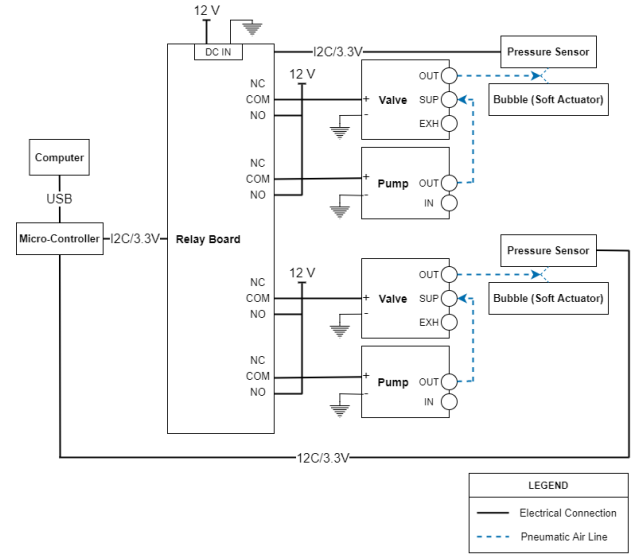 12 V
DC IN
I2C/3.3V
Pressure Sensor
Bubble (Soft Actuator)
12 V
NC
COM
NO
+
Valve
-
OUT
SUP
EXH
Computer
USB
NC
COM
NO
+
Pump
-
OUT
IN
Micro-Controller
I2C/3.3V
Relay Board
Pressure Sensor
Bubble (Soft Actuator)
12 V
NC
COM
NO
+
Valve
-
OUT
SUP
EXH
NC
COM
NO
+
Pump
-
OUT
IN
12C/3.3V
LEGEND
Electrical Connection
Pneumatic Air Line